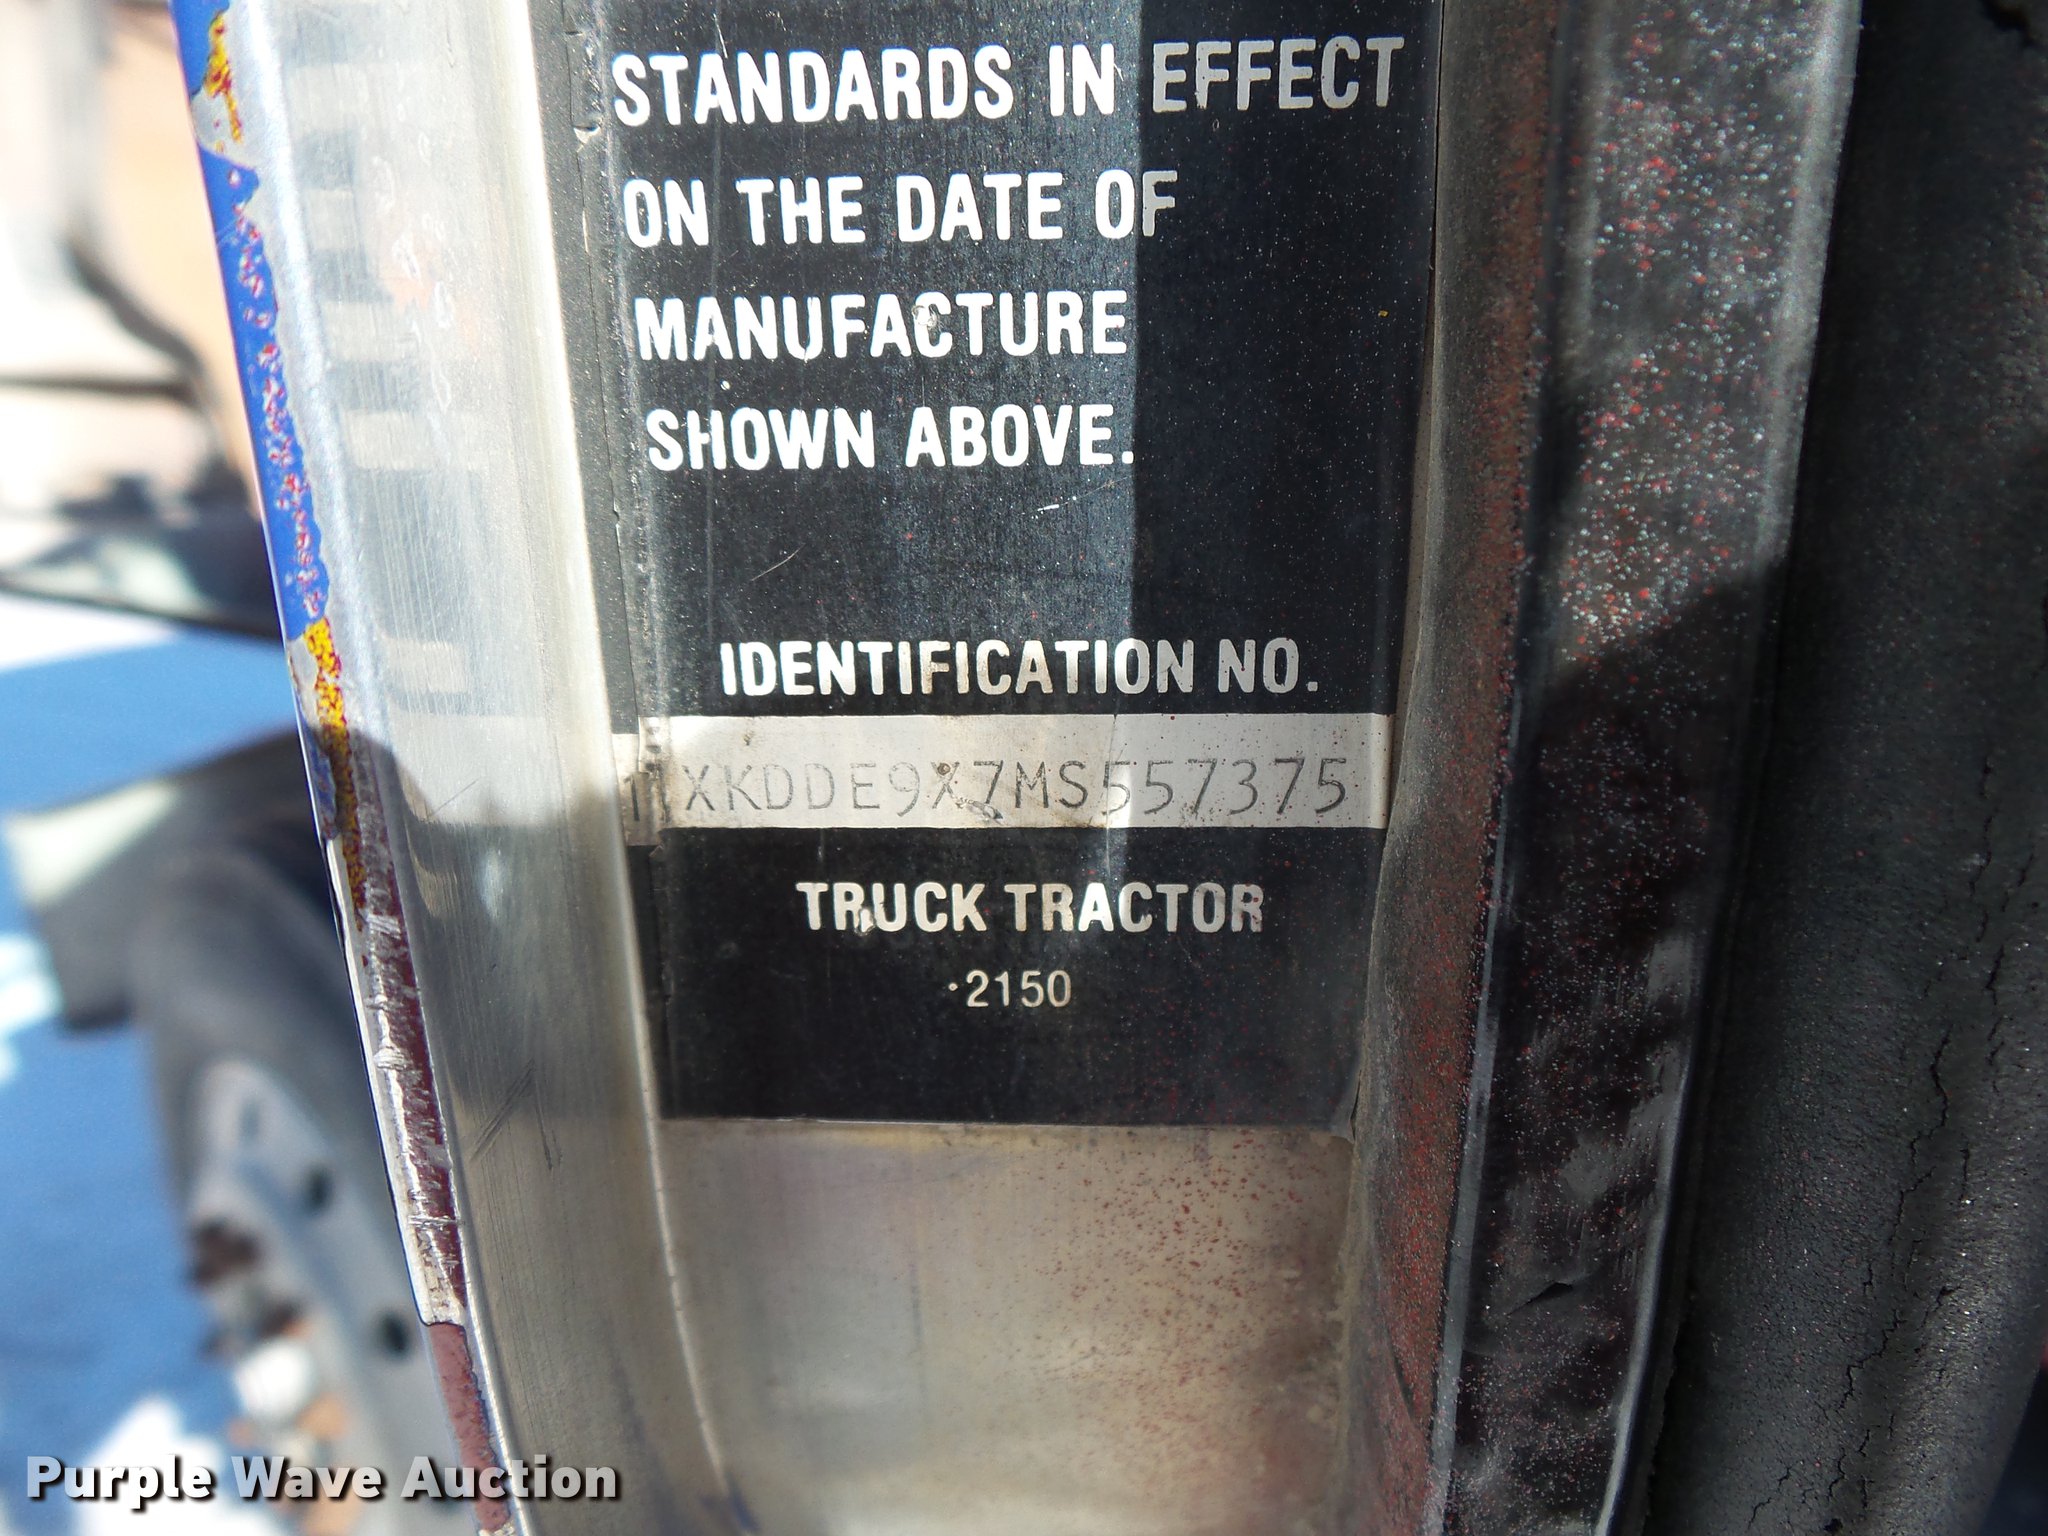 STANDARDS IN EFFECT
ON THE DATE OF
MANUFACTURE
SHOWN ABOVE.
IDENTIFICATION NO.
1XKDDE9X7MS557375
TRUCK TRACTOR
·2150
Purple Wave Auction